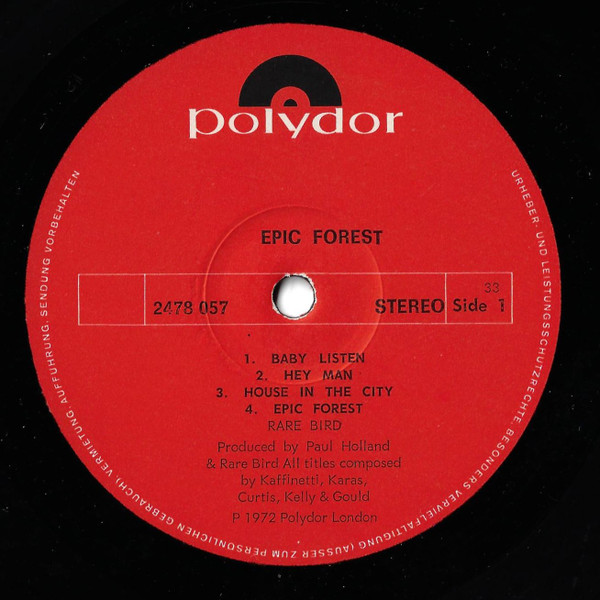 polydor
EPIC FOREST
2478 057
STEREO
33
Side 1
1. BABY LISTEN
2. HEY MAN
3. HOUSE IN THE CITY
4. EPIC FOREST
RARE BIRD
Produced by Paul Holland
& Rare Bird All titles composed
by Kaffinetti, Karas,
Curtis, Kelly & Gould
P 1972 Polydor London
URHEBER- UND LEISTUNGSSCHUTZRECHTE, BESONDERS VERVIELFÄLTIGUNG (AUSSER ZUM PERSÖNLICHEN GEBRAUCH) VERMIETUNG, AUFFÜHRUNG, SENDUNG VORBEHALTEN